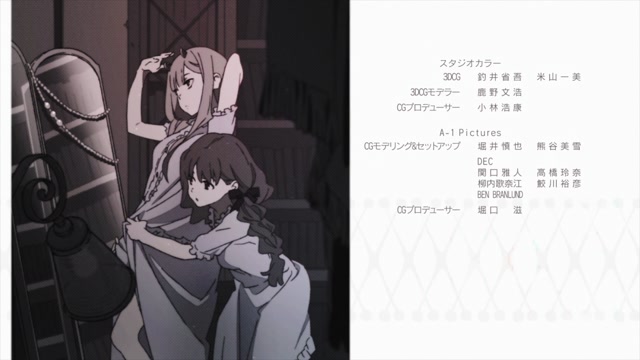 スタジオカラー
3DCG 釣井省吾 米山一美
3DCGモデラー 鹿野文浩
CGプロデューサー 小林浩康
A-1 Pictures
CGモデリング&セットアップ 堀井慎也 熊谷美雪
DEC
関口雅人 高橋玲奈
柳内歌奈江 鮫川裕彦
BEN BRANLUND
CGプロデューサー 堀口 滋